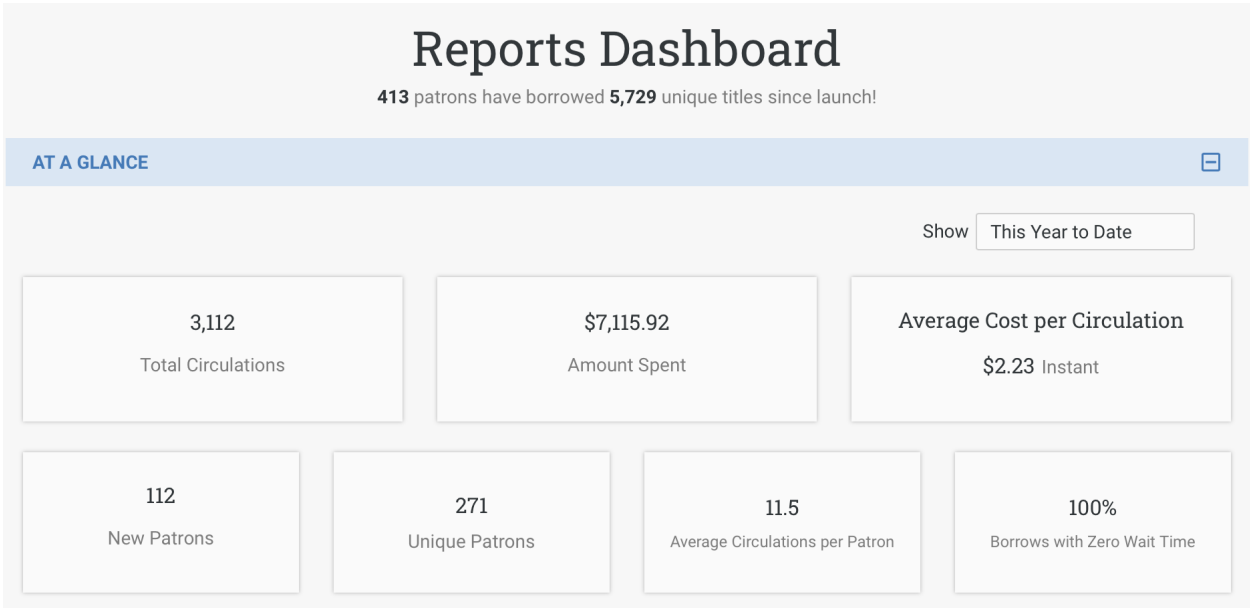 Reports Dashboard
413 patrons have borrowed 5,729 unique titles since launch!
AT A GLANCE
Show This Year to Date
3,112
Total Circulations
$7,115.92
Amount Spent
Average Cost per Circulation
$2.23 Instant
112
New Patrons
271
Unique Patrons
11.5
Average Circulations per Patron
100%
Borrows with Zero Wait Time